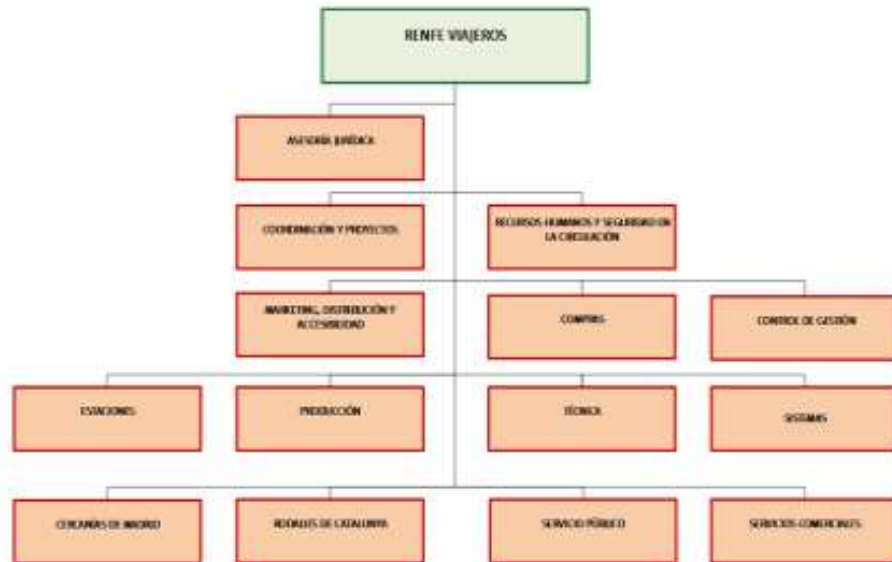 RENFE VIAJEROS
ASESORÍA JURÍDICA
COORDINACIÓN Y PROYECTOS
RECURSOS HUMANOS Y SEGURIDAD EN
LA CIRCULACIÓN
MARKETING, DISTRIBUCIÓN Y
ACCESIBILIDAD
COMPRAS
CONTROL DE GESTIÓN
ESTACIONES
PRODUCCIÓN
TÉCNICA
SISTEMAS
CERCANÍAS DE MADRID
RODALIES DE CATALUNYA
SERVICIO PÚBLICO
SERVICIOS COMERCIALES